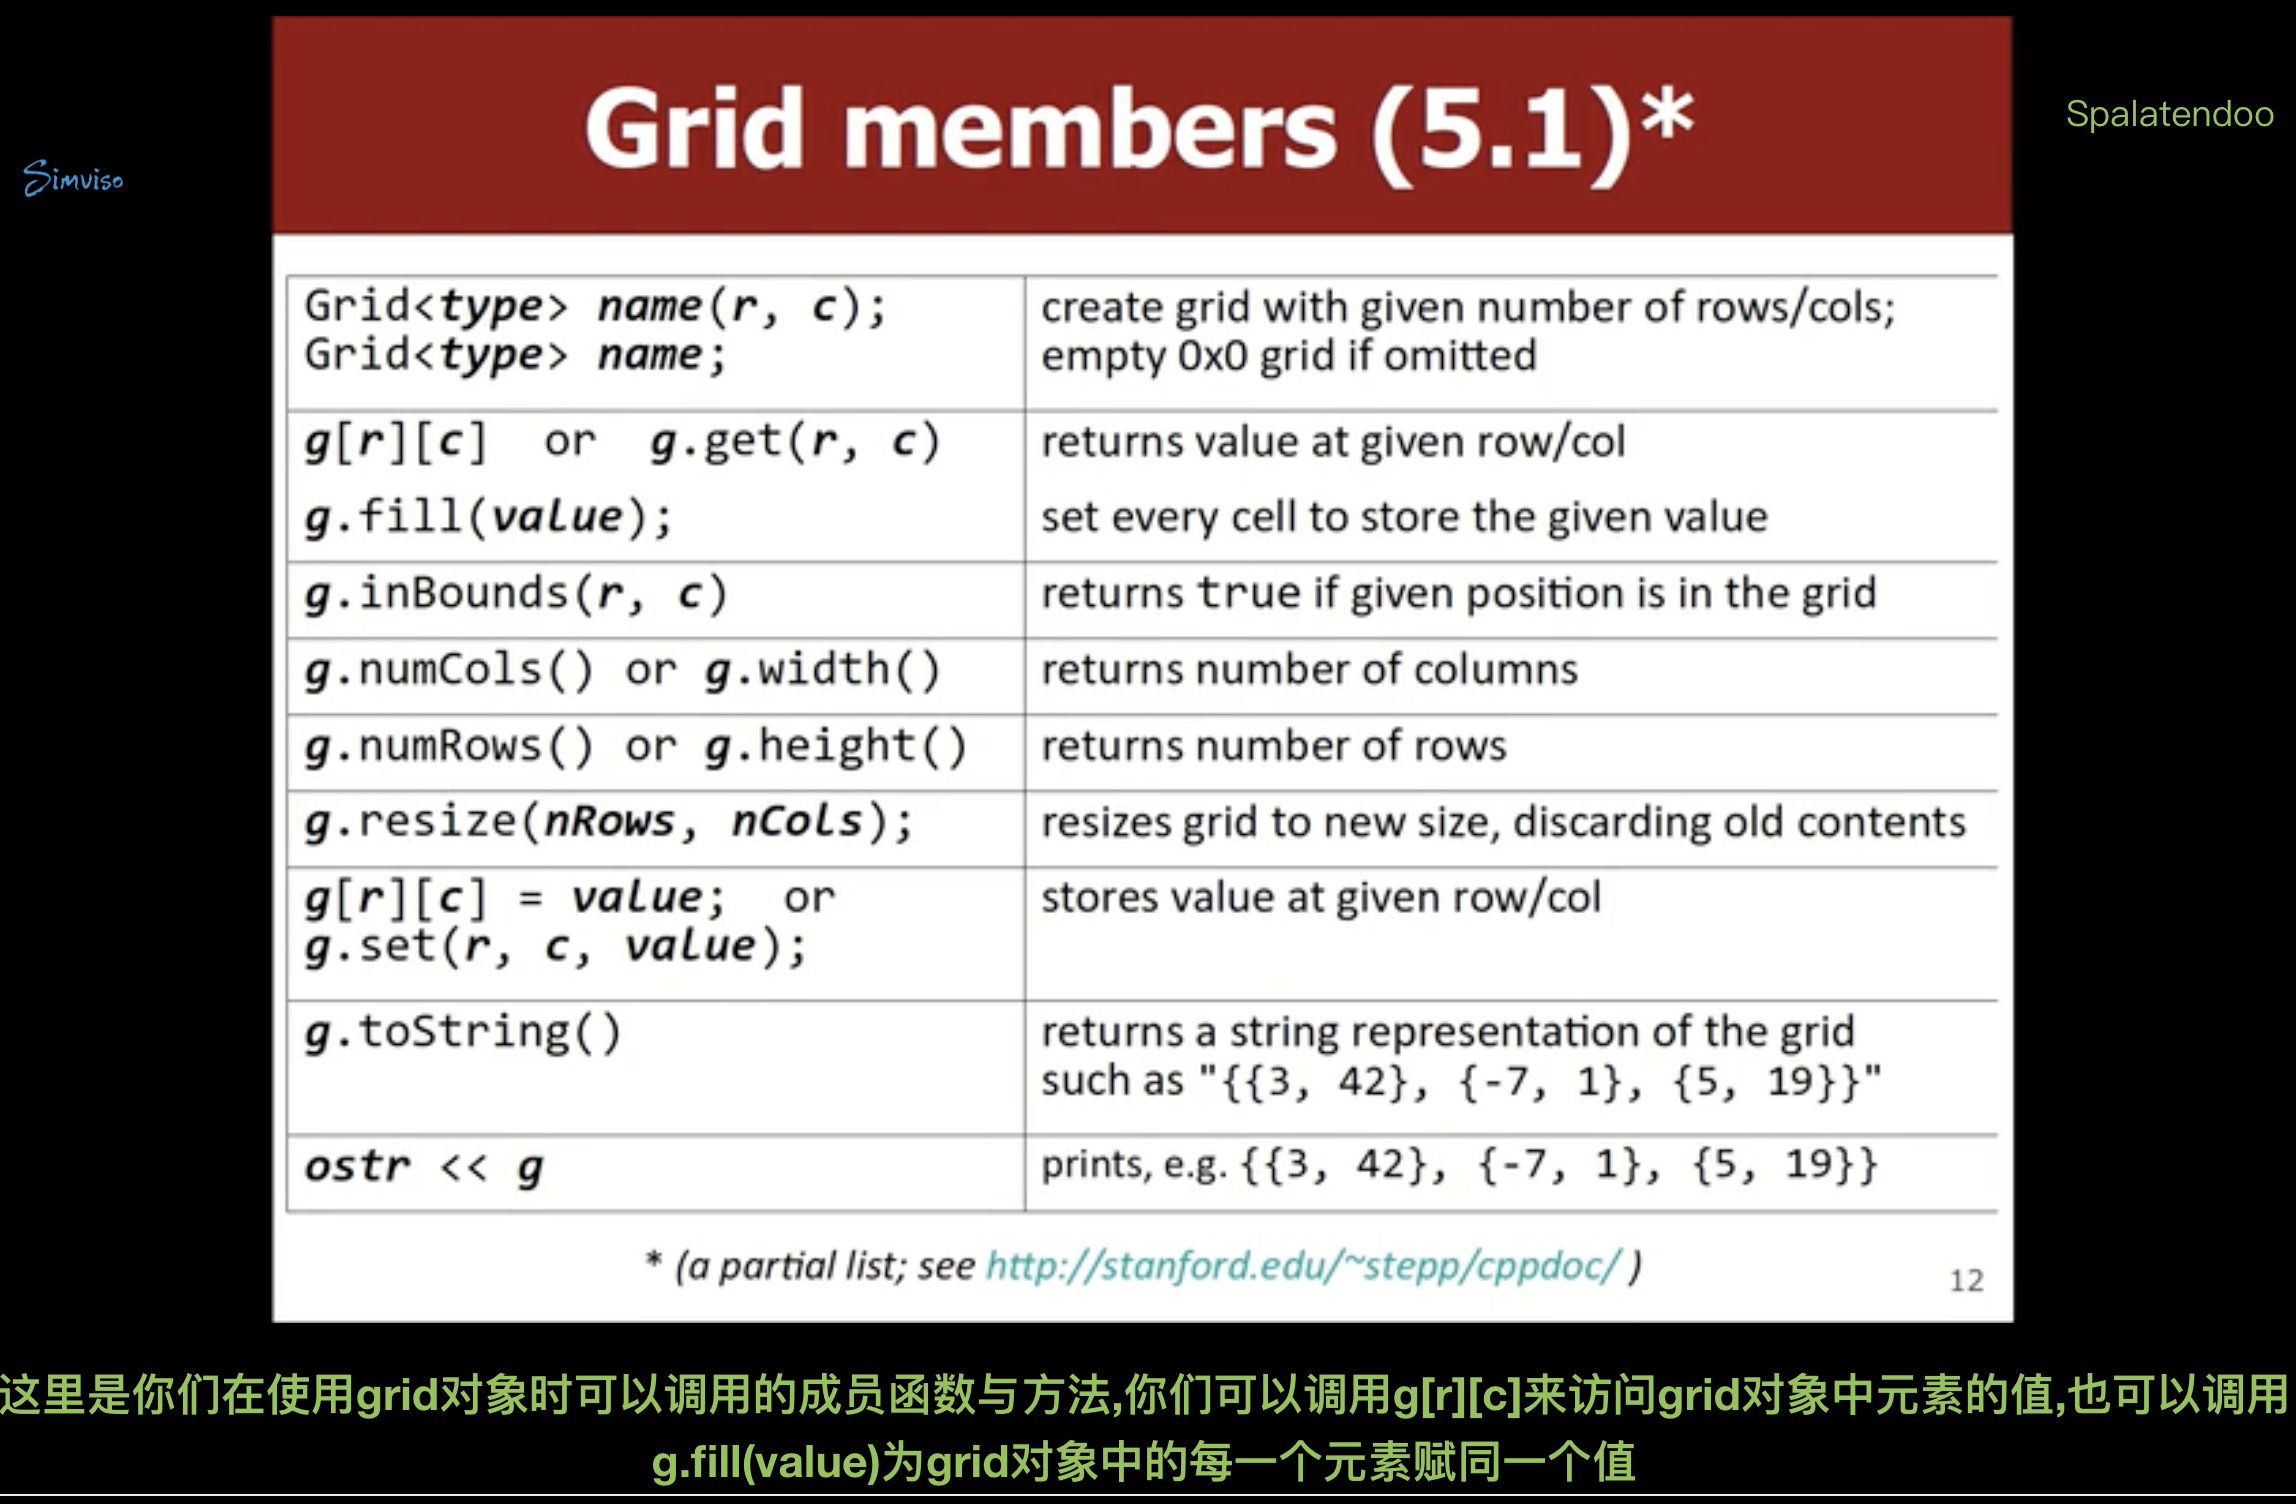 Grid members (5.1)*
Spalatendoo
Simviso
Grid<type> name(r, c);
Grid<type> name;
create grid with given number of rows/cols;
empty 0x0 grid if omitted
g[r][c] or g.get(r, c)
returns value at given row/col
g.fill(value);
set every cell to store the given value
g.inBounds(r, c)
returns true if given position is in the grid
g.numCols() or g.width()
returns number of columns
g.numRows() or g.height()
returns number of rows
g.resize(nRows, nCols);
resizes grid to new size, discarding old contents
g[r][c] = value; or
g.set(r, c, value);
stores value at given row/col
g.toString()
returns a string representation of the grid
such as "{{3, 42}, {-7, 1}, {5, 19}}"
ostr << g
prints, e.g. {{3, 42}, {-7, 1}, {5, 19}}
* (a partial list; see http://stanford.edu/~stepp/cppdoc/ )
12
这里是你们在使用grid对象时可以调用的成员函数与方法,你们可以调用g[r][c]来访问grid对象中元素的值,也可以调用
g.fill(value)为grid对象中的每一个元素赋同一个值